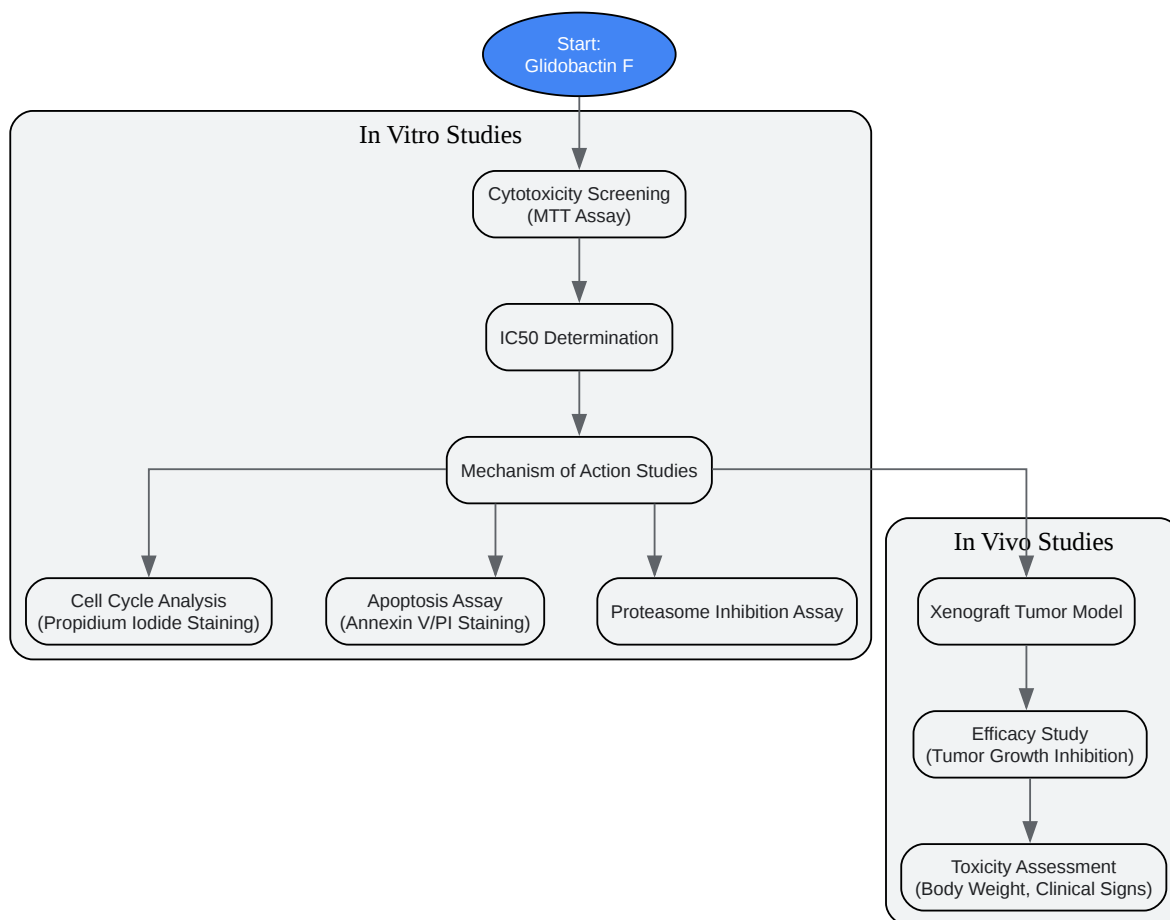 Start:
Glidobactin F
In Vitro Studies
Cytotoxicity Screening
(MTT Assay)
IC50 Determination
Mechanism of Action Studies
Cell Cycle Analysis
(Propidium Iodide Staining)
Apoptosis Assay
(Annexin V/PI Staining)
Proteasome Inhibition Assay
In Vivo Studies
Xenograft Tumor Model
Efficacy Study
(Tumor Growth Inhibition)
Toxicity Assessment
(Body Weight, Clinical Signs)